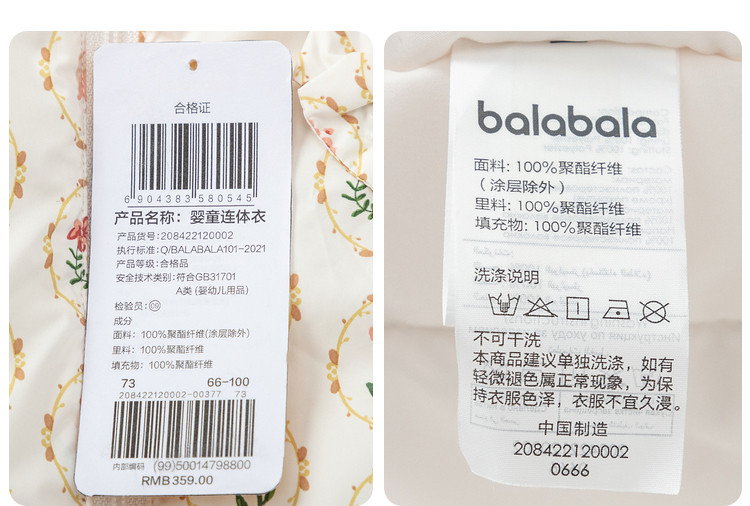 合格证
6 904383 580545
产品名称：婴童连体衣
产品货号：208422120002
执行标准：Q/BALABALA101-2021
产品等级：合格品
安全技术类别：符合GB31701
A类 (婴幼儿用品)
检验员：09
成分
面料：100%聚酯纤维(涂层除外)
里料：100%聚酯纤维
填充物：100%聚酯纤维
73 66-100
208422120002-00377 73
内部编码 (99)50014798800
RMB 359.00
balabala
面料: 100%聚酯纤维
（涂层除外）
里料: 100%聚酯纤维
填充物: 100%聚酯纤维
洗涤说明
不可干洗
本商品建议单独洗涤，如有
轻微褪色属正常现象，为保
持衣服色泽，衣服不宜久浸。
中国制造
208422120002
0666